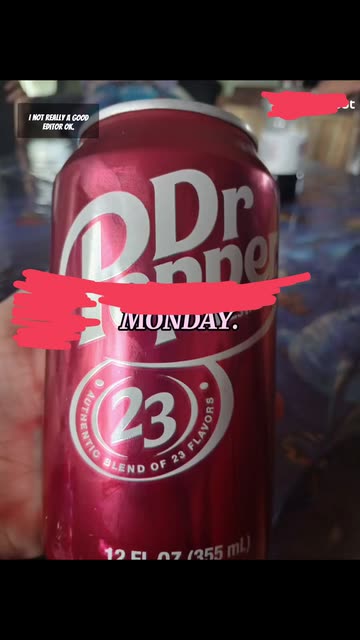 I NOT REALLY A GOOD
EDITOR OK.
Dr
Pepper
MONDAY.
23
AUTHENTIC BLEND OF 23 FLAVORS
12 FL OZ (355 mL)